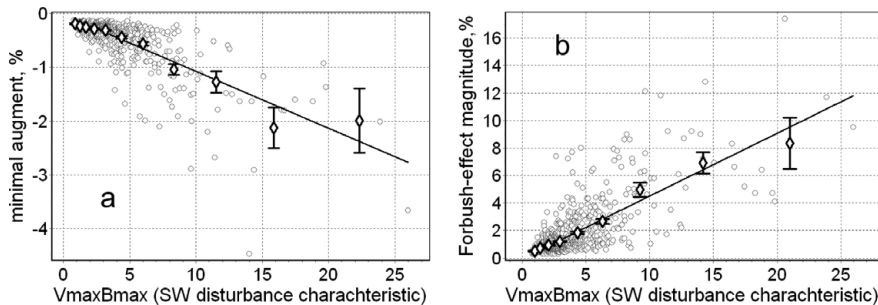 minimal augment, %
0
-1
-2
-3
-4
a
0 5 10 15 20 25
VmaxBmax (SW disturbance charachteristic)
Forbush-effect magnitude,%
16
14
12
10
8
6
4
2
0
b
0 5 10 15 20 25
VmaxBmax (SW disturbance charachteristic)